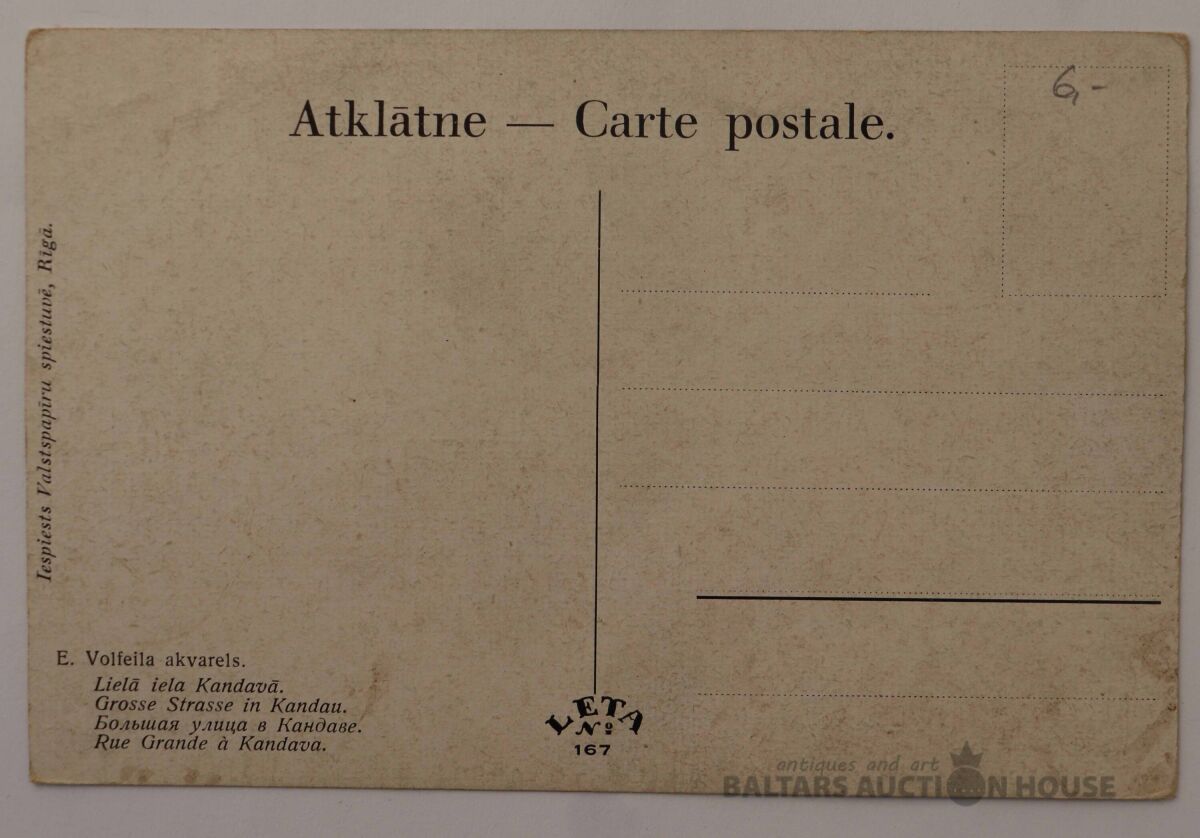 Atklātne — Carte postale.
6,-
Iespiests Valstspapīru spiestuvē, Rīgā.
E. Volfeila akvarels.
Lielā iela Kandavā.
Grosse Strasse in Kandau.
Большая улица в Кандаве.
Rue Grande à Kandava.
LETA
№
167
antiques and art
BALTARS AUCTION HOUSE